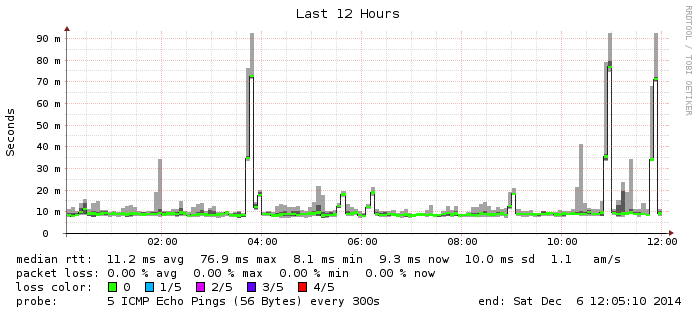 Last 12 Hours
RRDTOOL / TOBI OETIKER
Seconds
90 m
80 m
70 m
60 m
50 m
40 m
30 m
20 m
10 m
0
02:00 04:00 06:00 08:00 10:00 12:00
median rtt: 11.2 ms avg 76.9 ms max 8.1 ms min 9.3 ms now 10.0 ms sd 1.1 am/s
packet loss: 0.00 % avg 0.00 % max 0.00 % min 0.00 % now
loss color: 0 1/5 2/5 3/5 4/5
probe: 5 ICMP Echo Pings (56 Bytes) every 300s end: Sat Dec 6 12:05:10 2014